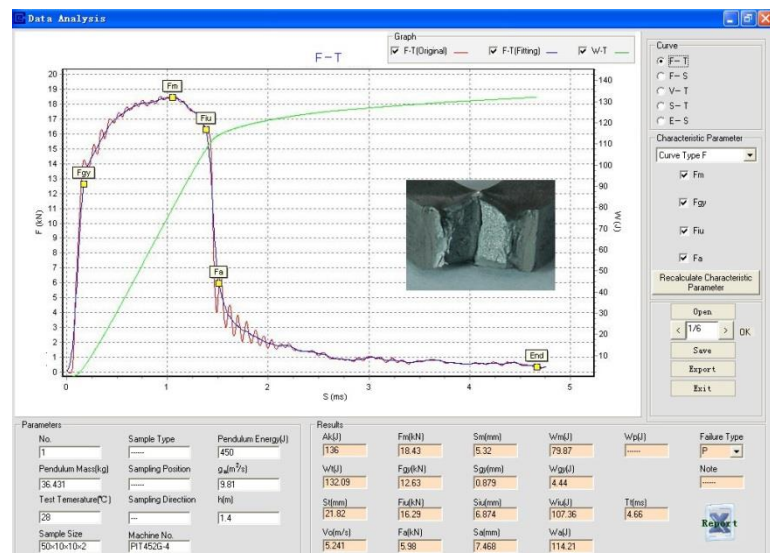 Data Analysis
Graph
F-T(Original) F-T(Fitting) W-T
F-T
20
19
18
17
16
15
14
13
12
11
10
9
8
7
6
5
4
3
2
1
0
F (kN)
Fm
Fiu
Fgy
Fa
End
140
130
120
110
100
90
80
70
60
50
40
30
20
10
W(J)
0 1 2 3 4 5
S (ms)
Curve
F-T
F-S
V-T
S-T
E-S
Characteristic Parameter
Curve Type F
Fm
Fgy
Fiu
Fa
Recalculate Characteristic
Parameter
Open
< 1/6 > OK
Save
Export
Exit
Parameters
No. Sample Type Pendulum Energy(J)
1 ----- 450
Pendulum Mass(kg) Sampling Position g
36.431 ----- 9.81
Test Temerature(℃) Sampling Direction h(m)
28 --- 1.4
Sample Size Machine No.
50×10×10×2 PIT452G-4
Results
Ak(J) Fm(kN) Sm(mm) Wm(J) Wp(J) Failure Type
136 18.43 5.32 79.87 ----- P
Wt(J) Fgy(kN) Sgy(mm) Wgy(J) Note
132.09 12.63 0.879 4.44 -----
St(mm) Fiu(kN) Siu(mm) Wiu(J) Tt(ms)
21.82 16.29 6.874 107.36 4.66
Vo(m/s) Fa(kN) Sa(mm) Wa(J)
5.241 5.98 7.468 114.21
Report